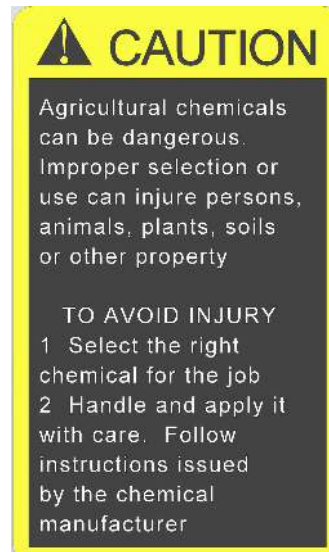 CAUTION
Agricultural chemicals
can be dangerous.
Improper selection or
use can injure persons,
animals, plants, soils
or other property
TO AVOID INJURY
1 Select the right
chemical for the job
2 Handle and apply it
with care. Follow
instructions issued
by the chemical
manufacturer